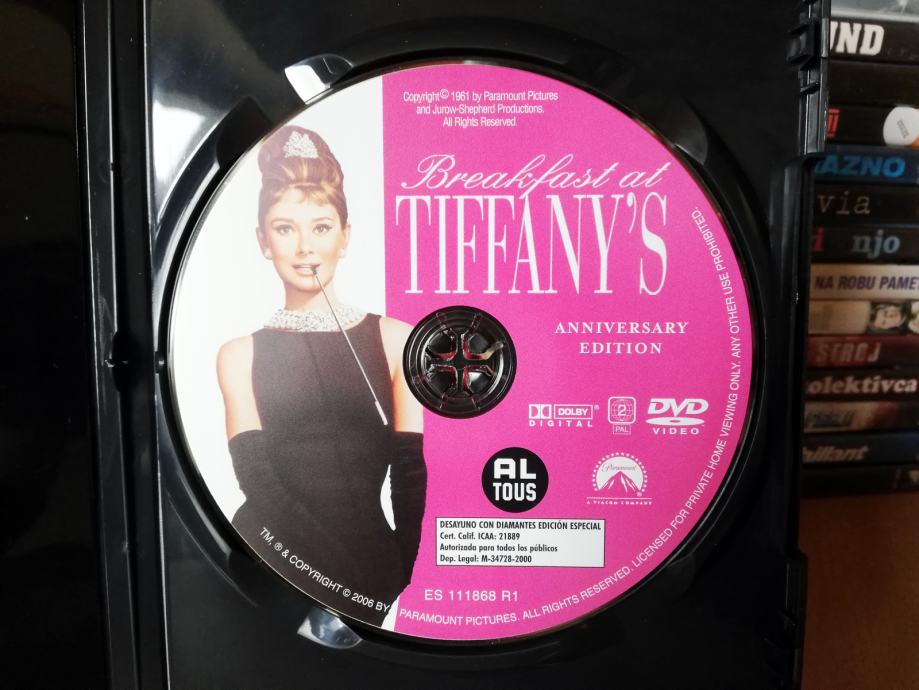 Copyright© 1961 by Paramount Pictures
and Jurow-Shepherd Productions.
All Rights Reserved.
Breakfast at
TIFFANY'S
ANNIVERSARY
EDITION
DOLBY
DIGITAL
2
PAL
DVD
VIDEO
AL
TOUS
Paramount
A VIACOM COMPANY
DESAYUNO CON DIAMANTES EDICIÓN ESPECIAL
Cert. Calif. ICAA: 21889
Autorizada para todos los públicos
Dep. Legal: M-34728-2000
ES 111868 R1
TM, ® & COPYRIGHT © 2006 BY PARAMOUNT PICTURES. ALL RIGHTS RESERVED. LICENSED FOR PRIVATE HOME VIEWING ONLY. ANY OTHER USE PROHIBITED.
UND
AZNO
via
njo
NA ROBU PAMET
STROJ
olektivca